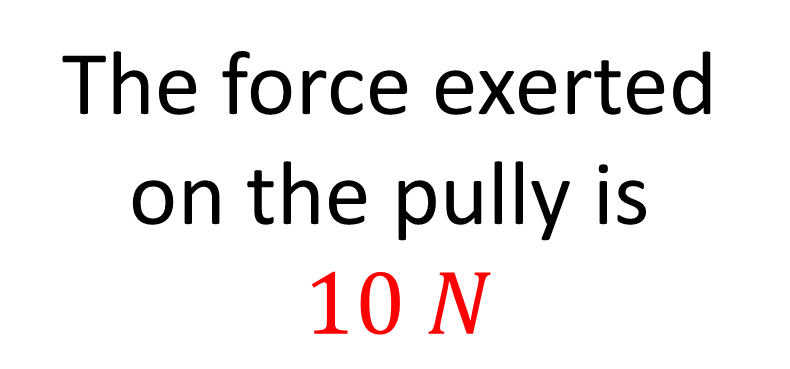 The force exerted
on the pully is
10 N